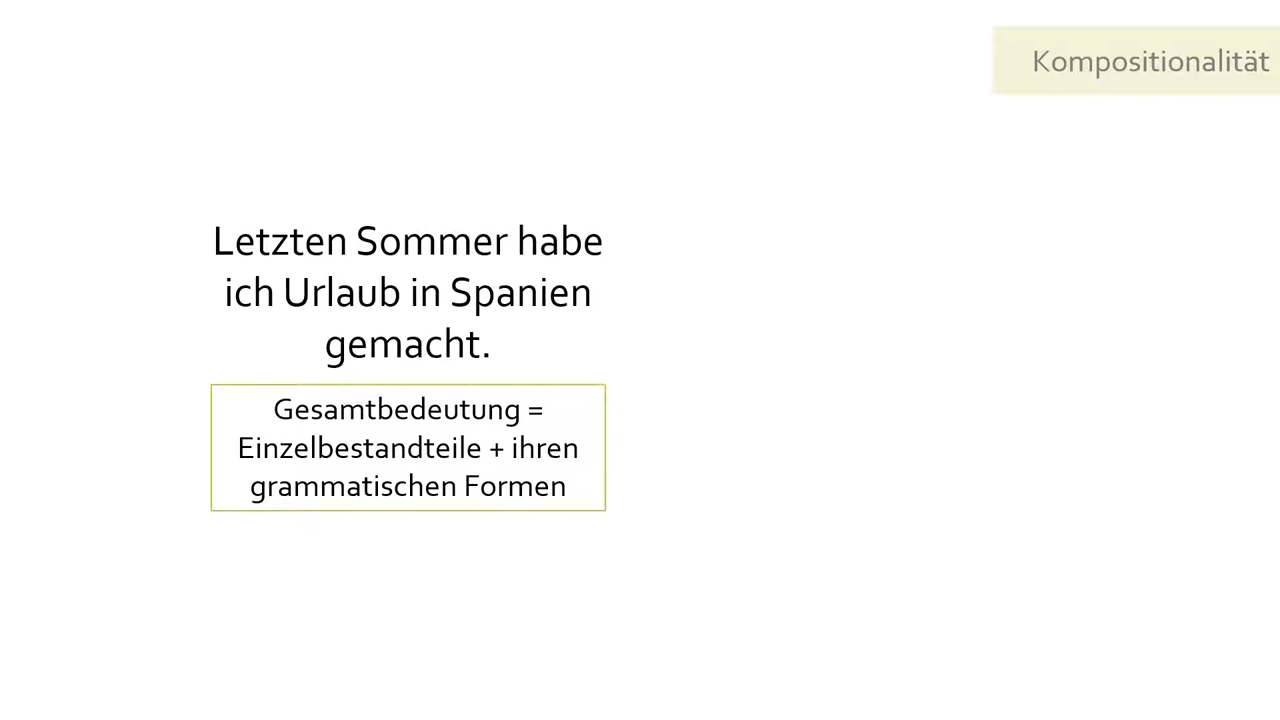 Kompositionalität
Letzten Sommer habe
ich Urlaub in Spanien
gemacht.
Gesamtbedeutung =
Einzelbestandteile + ihren
grammatischen Formen